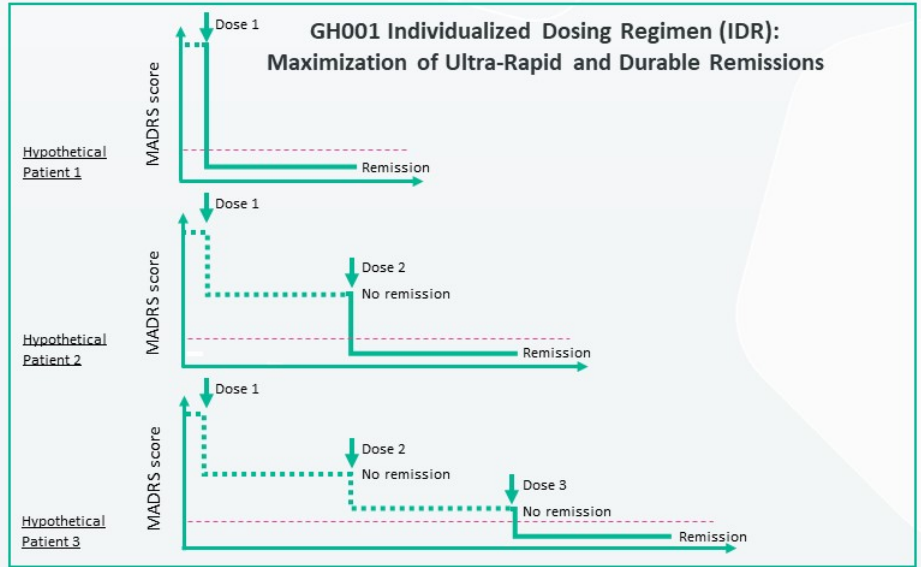 GH001 Individualized Dosing Regimen (IDR):
Maximization of Ultra-Rapid and Durable Remissions
Dose 1
MADRS score
Hypothetical
Patient 1
Remission
Dose 1
Dose 2
No remission
MADRS score
Hypothetical
Patient 2
Remission
Dose 1
Dose 2
No remission
Dose 3
No remission
MADRS score
Hypothetical
Patient 3
Remission